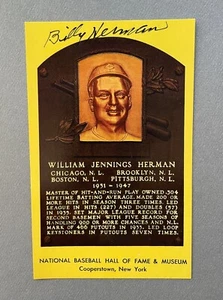 Billy Herman
WILLIAM JENNINGS HERMAN
CHICAGO, N. L. BROOKLYN, N. L.
BOSTON, N. L. PITTSBURGH, N. L.
1931 - 1947
MASTER OF HIT-AND-RUN PLAY OWNED .304
LIFETIME BATTING AVERAGE. MADE 200 OR
MORE HITS IN SEASON THREE TIMES. LED
LEAGUE IN HITS (227) AND DOUBLES (57)
IN 1935. SET MAJOR LEAGUE RECORD FOR
SECOND BASEMEN WITH FIVE SEASONS OF
HANDLING 900 OR MORE CHANCES AND N.L.
MARK OF 466 PUTOUTS IN 1933. LED LOOP
KEYSTONERS IN PUTOUTS SEVEN TIMES.
NATIONAL BASEBALL HALL OF FAME & MUSEUM
Cooperstown, New York